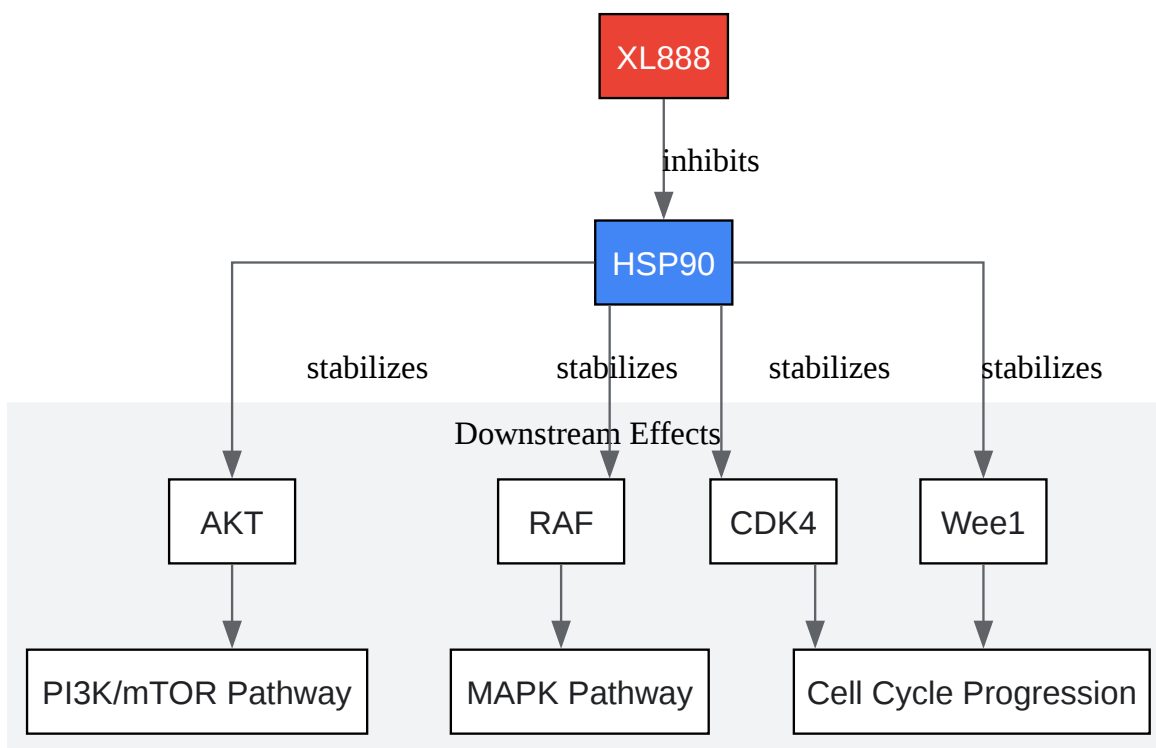 XL888
inhibits
HSP90
stabilizes stabilizes stabilizes stabilizes
Downstream Effects
AKT RAF CDK4 Wee1
PI3K/mTOR Pathway MAPK Pathway Cell Cycle Progression